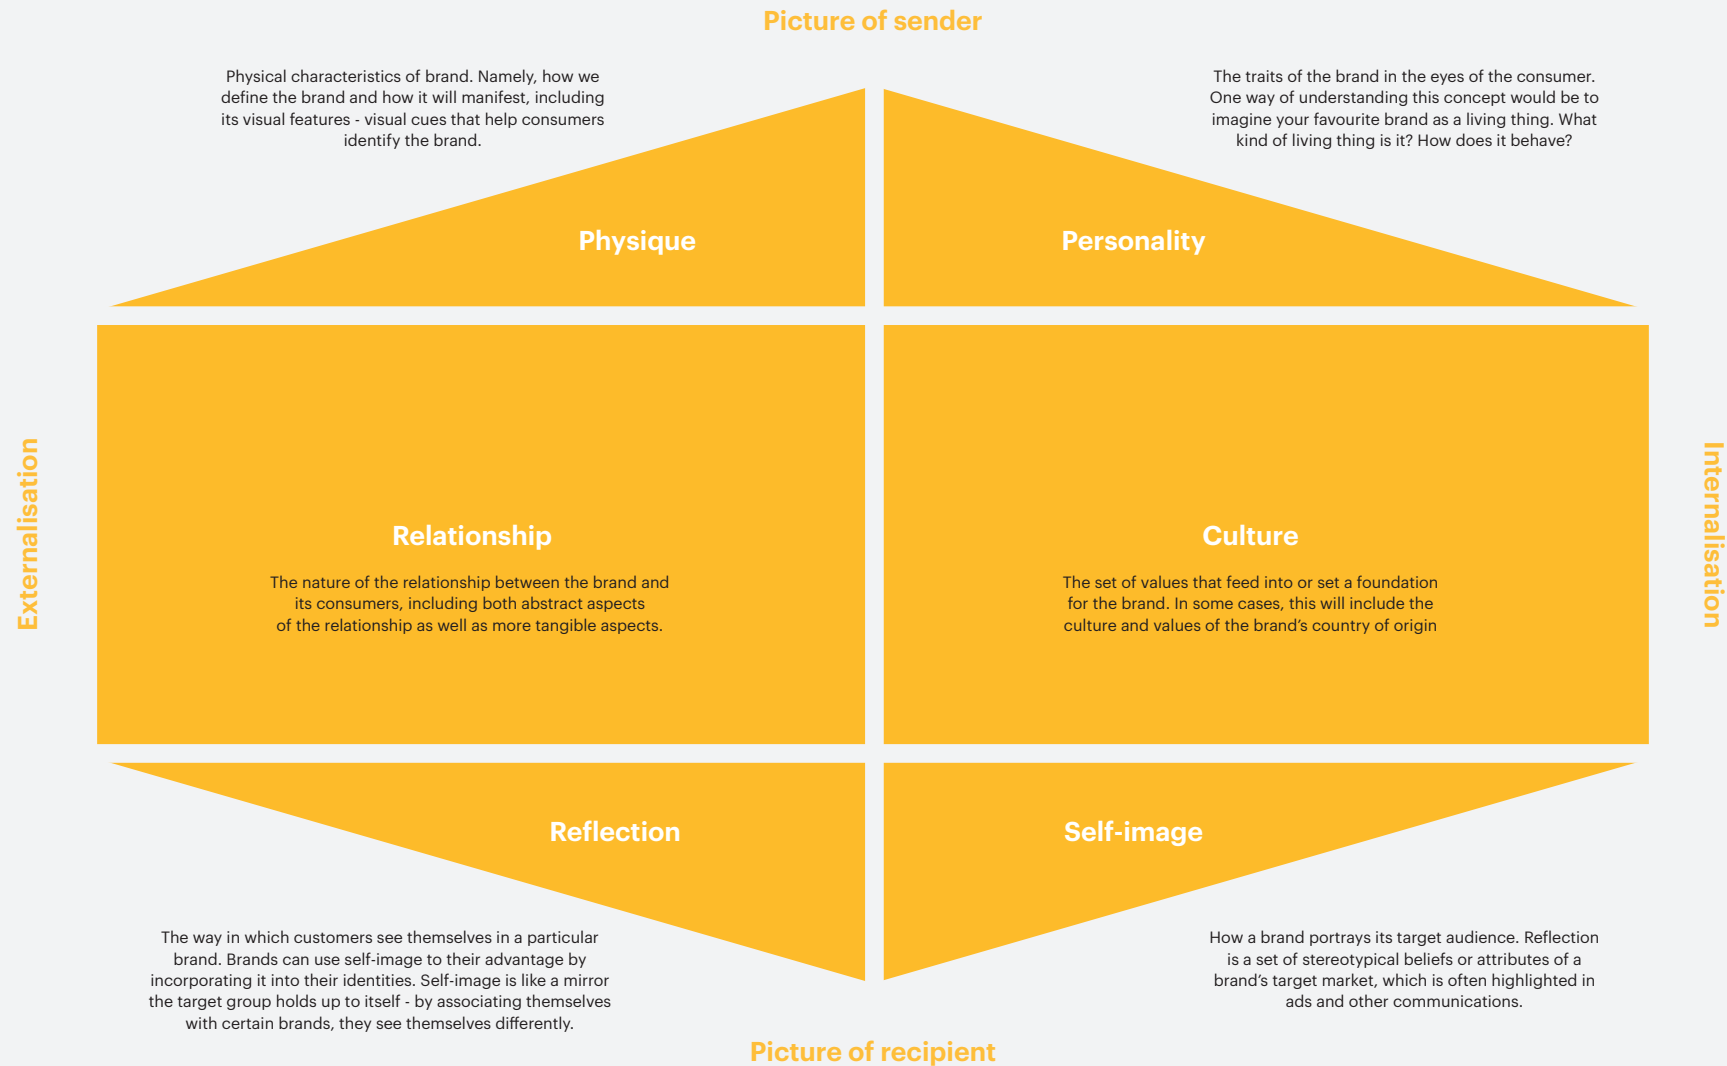 Picture of sender
Physical characteristics of brand. Namely, how we
define the brand and how it will manifest, including
its visual features - visual cues that help consumers
identify the brand.
The traits of the brand in the eyes of the consumer.
One way of understanding this concept would be to
imagine your favourite brand as a living thing. What
kind of living thing is it? How does it behave?
Physique
Personality
Externalisation
Relationship
The nature of the relationship between the brand and
its consumers, including both abstract aspects
of the relationship as well as more tangible aspects.
Culture
The set of values that feed into or set a foundation
for the brand. In some cases, this will include the
culture and values of the brand’s country of origin
Internalisation
Reflection
Self-image
The way in which customers see themselves in a particular
brand. Brands can use self-image to their advantage by
incorporating it into their identities. Self-image is like a mirror
the target group holds up to itself - by associating themselves
with certain brands, they see themselves differently.
How a brand portrays its target audience. Reflection
is a set of stereotypical beliefs or attributes of a
brand’s target market, which is often highlighted in
ads and other communications.
Picture of recipient